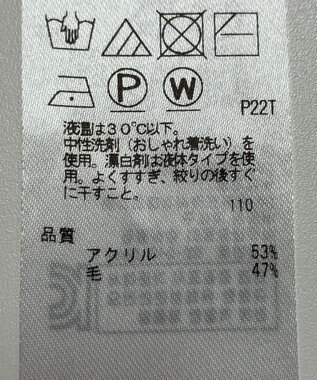 P W
P22T
液温は30℃以下。
中性洗剤（おしゃれ着洗い）を
使用。漂白剤は液体タイプを使
用。よくすすぎ、絞りの後すぐ
に干すこと。
110
品質
アクリル 53%
毛 47%